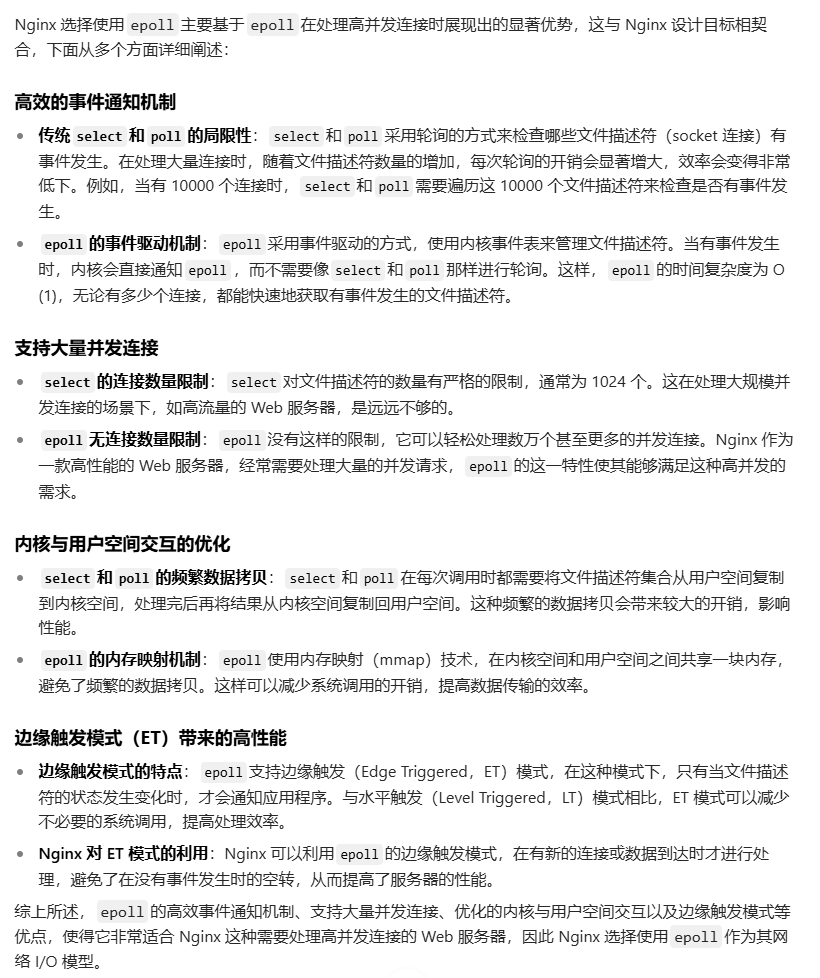 Nginx 选择使用 epoll 主要基于 epoll 在处理高并发连接时展现出的显著优势，这与 Nginx 设计目标相契
合，下面从多个方面详细阐述：
高效的事件通知机制
传统 select 和 poll 的局限性： select 和 poll 采用轮询的方式来检查哪些文件描述符（socket 连接）有
事件发生。在处理大量连接时，随着文件描述符数量的增加，每次轮询的开销会显著增大，效率会变得非常
低下。例如，当有 10000 个连接时， select 和 poll 需要遍历这 10000 个文件描述符来检查是否有事件发
生。
epoll 的事件驱动机制： epoll 采用事件驱动的方式，使用内核事件表来管理文件描述符。当有事件发生
时，内核会直接通知 epoll ，而不需要像 select 和 poll 那样进行轮询。这样， epoll 的时间复杂度为 O
(1)，无论有多少个连接，都能快速地获取有事件发生的文件描述符。
支持大量并发连接
select 的连接数量限制： select 对文件描述符的数量有严格的限制，通常为 1024 个。这在处理大规模并
发连接的场景下，如高流量的 Web 服务器，是远远不够的。
epoll 无连接数量限制： epoll 没有这样的限制，它可以轻松处理数万个甚至更多的并发连接。Nginx 作为
一款高性能的 Web 服务器，经常需要处理大量的并发请求， epoll 的这一特性使其能够满足这种高并发的
需求。
内核与用户空间交互的优化
select 和 poll 的频繁数据拷贝： select 和 poll 在每次调用时都需要将文件描述符集合从用户空间复制
到内核空间，处理完后再将结果从内核空间复制回用户空间。这种频繁的数据拷贝会带来较大的开销，影响
性能。
epoll 的内存映射机制： epoll 使用内存映射（mmap）技术，在内核空间和用户空间之间共享一块内存，
避免了频繁的数据拷贝。这样可以减少系统调用的开销，提高数据传输的效率。
边缘触发模式（ET）带来的高性能
边缘触发模式的特点： epoll 支持边缘触发（Edge Triggered，ET）模式，在这种模式下，只有当文件描述
符的状态发生变化时，才会通知应用程序。与水平触发（Level Triggered，LT）模式相比，ET 模式可以减少
不必要的系统调用，提高处理效率。
Nginx 对 ET 模式的利用：Nginx 可以利用 epoll 的边缘触发模式，在有新的连接或数据到达时才进行处
理，避免了在没有事件发生时的空转，从而提高了服务器的性能。
综上所述， epoll 的高效事件通知机制、支持大量并发连接、优化的内核与用户空间交互以及边缘触发模式等
优点，使得它非常适合 Nginx 这种需要处理高并发连接的 Web 服务器，因此 Nginx 选择使用 epoll 作为其网
络 I/O 模型。